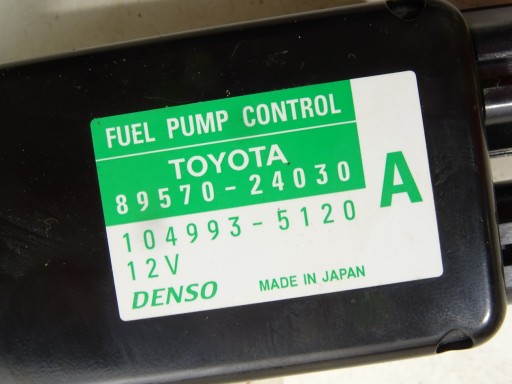 FUEL PUMP CONTROL
TOYOTA
89570-24030
A
104993-5120
12V
DENSO MADE IN JAPAN